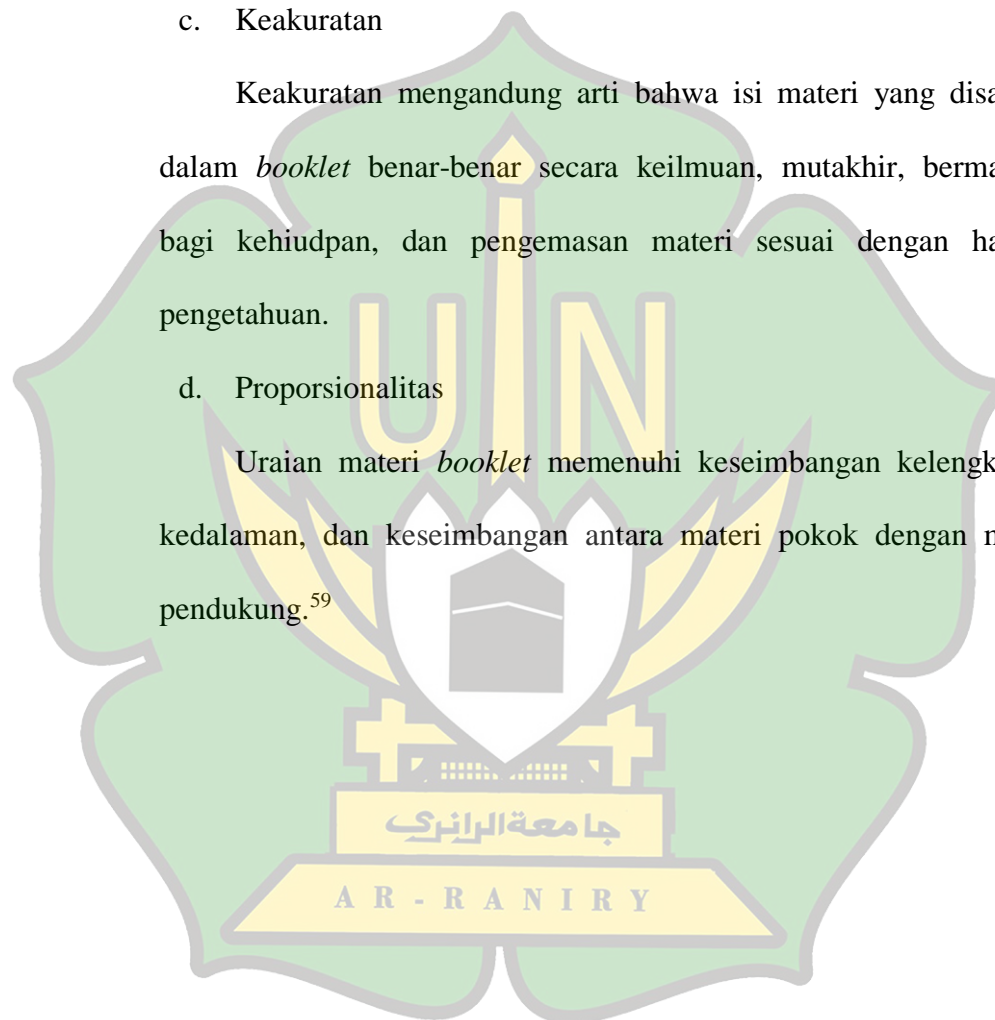 c. Keakuratan
Keakuratan mengandung arti bahwa isi materi yang disa
dalam booklet benar-benar secara keilmuan, mutakhir, berma
bagi kehiudpan, dan pengemasan materi sesuai dengan ha
pengetahuan.
d. Proporsionalitas
Uraian materi booklet memenuhi keseimbangan kelengk
kedalaman, dan keseimbangan antara materi pokok dengan m
pendukung.59
UIN
جامعةالرانري
AR-RANIRY